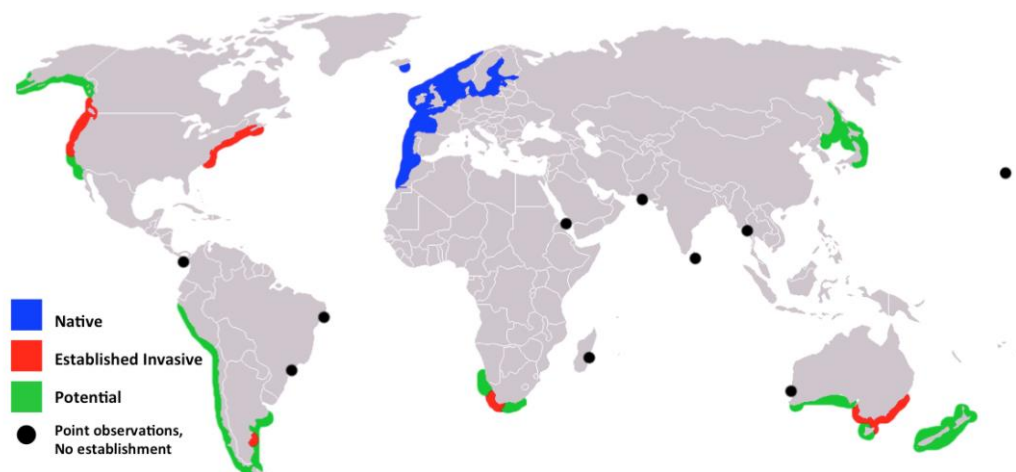 Native
Established Invasive
Potential
Point observations,
No establishment